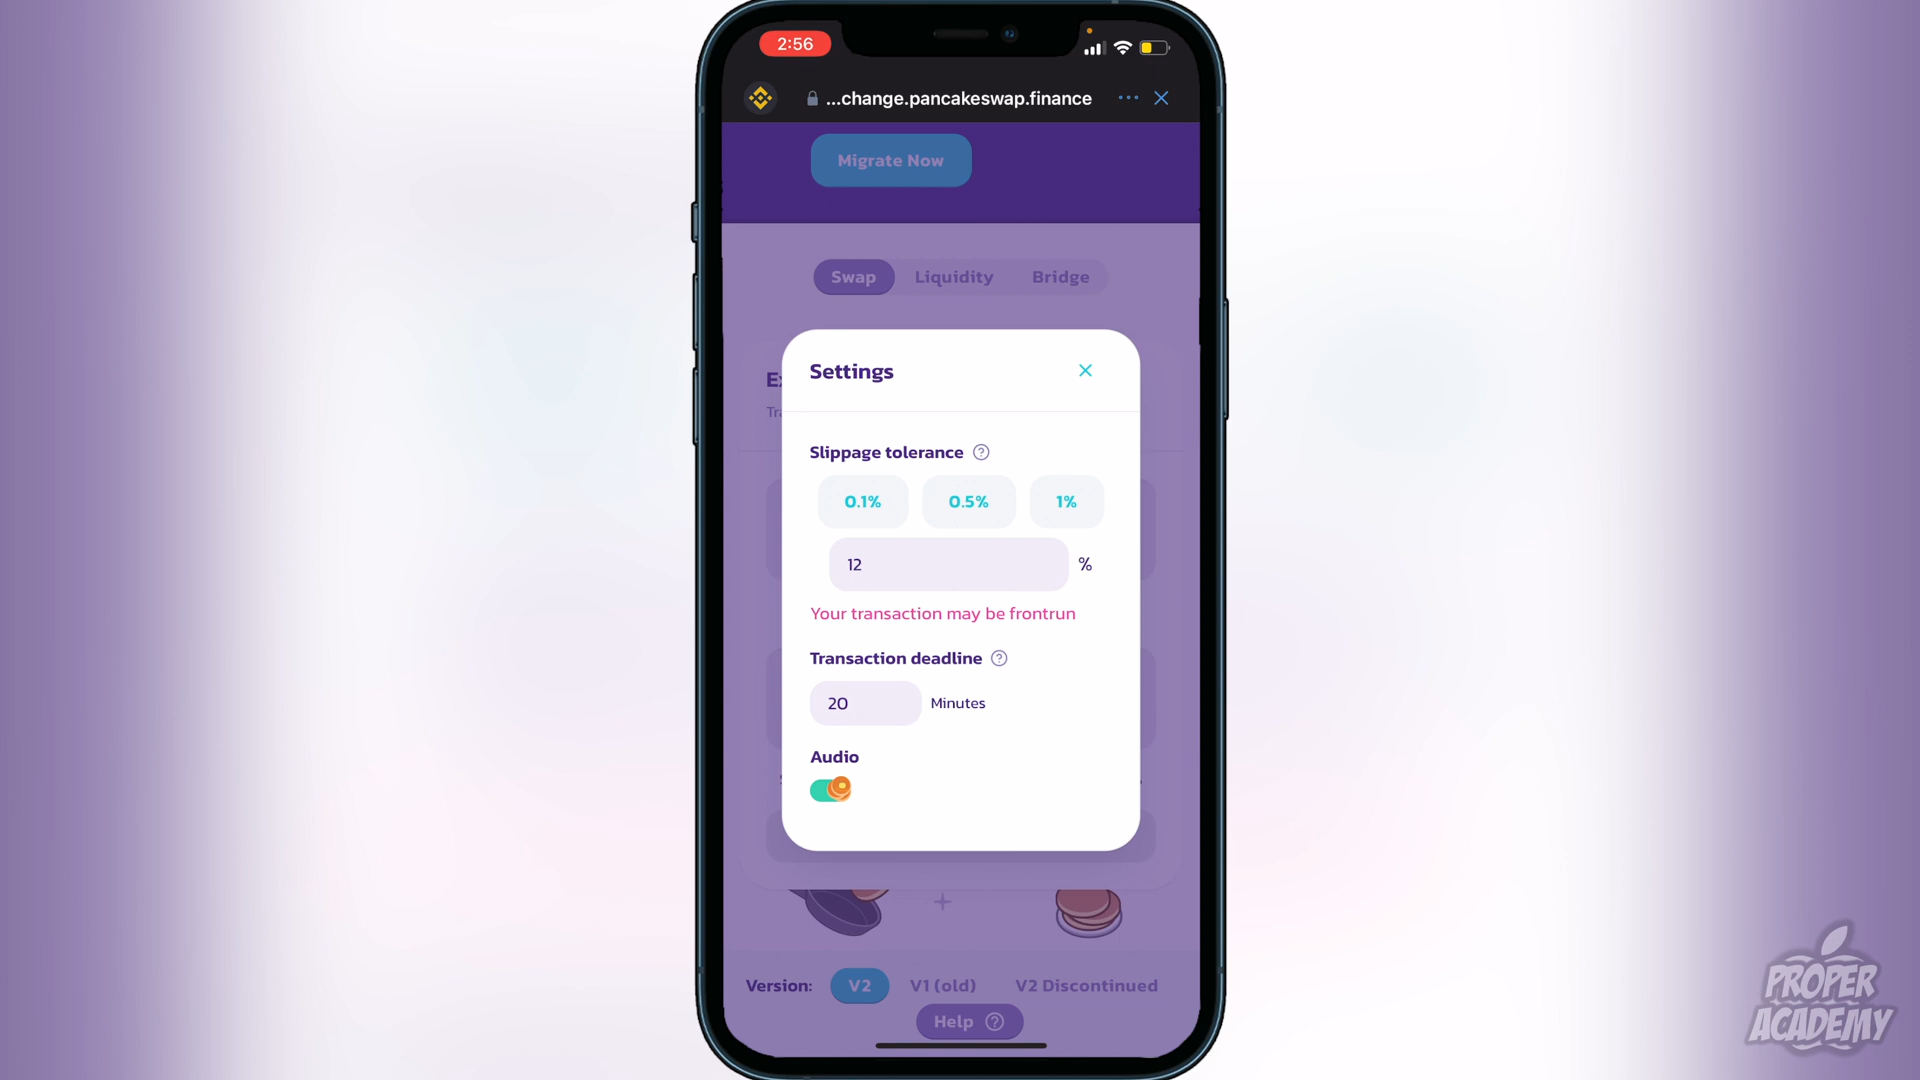 2:56
...change.pancakeswap.finance
Migrate Now
Swap Liquidity Bridge
Settings
Slippage tolerance ?
0.1% 0.5% 1%
12 %
Your transaction may be frontrun
Transaction deadline ?
20 Minutes
Audio
Version: V2 V1 (old) V2 Discontinued
Help ?
PROPER
ACADEMY